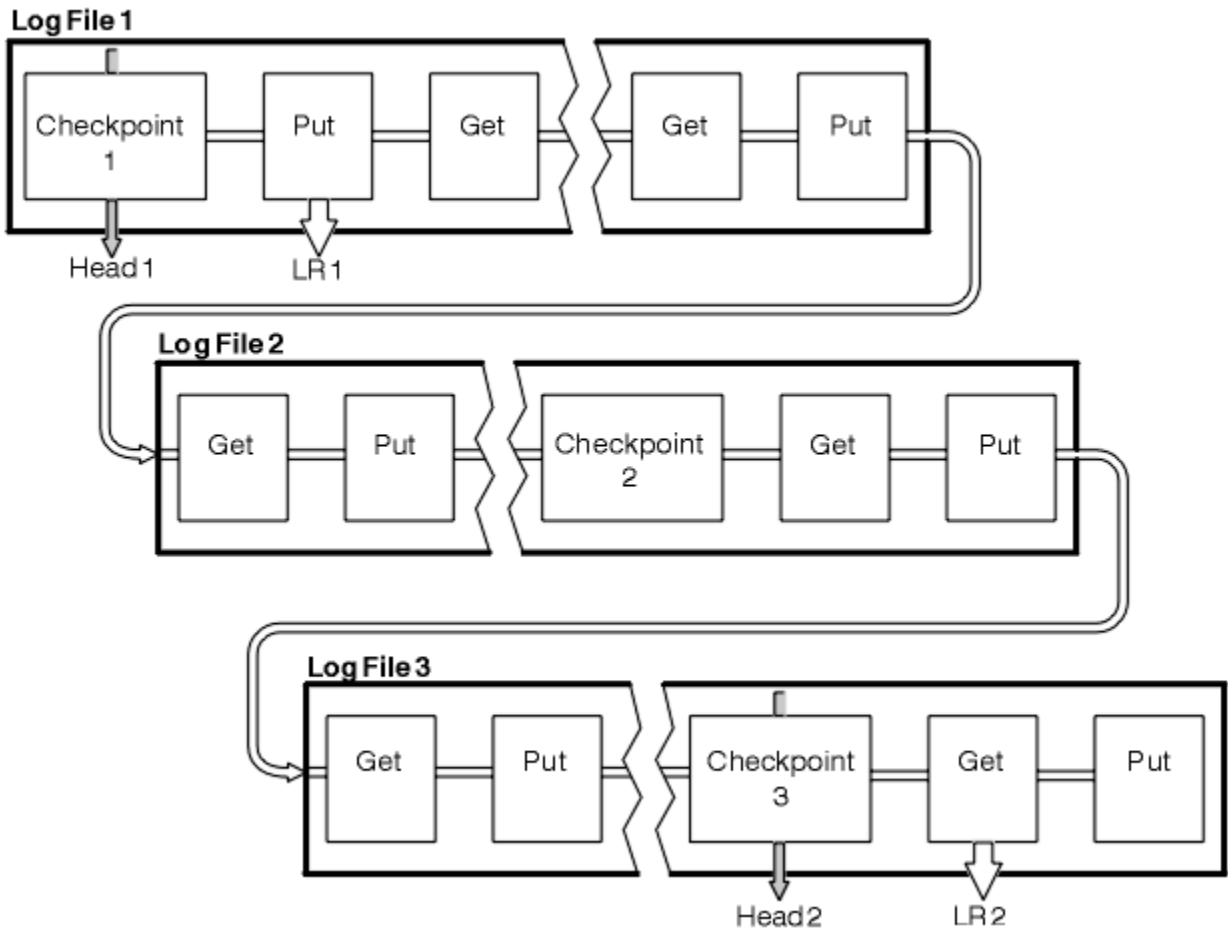 Log File 1
Checkpoint
1
Put
Get
Get
Put
Head 1
LR 1
Log File 2
Get
Put
Checkpoint
2
Get
Put
Log File 3
Get
Put
Checkpoint
3
Get
Put
Head 2
LR 2